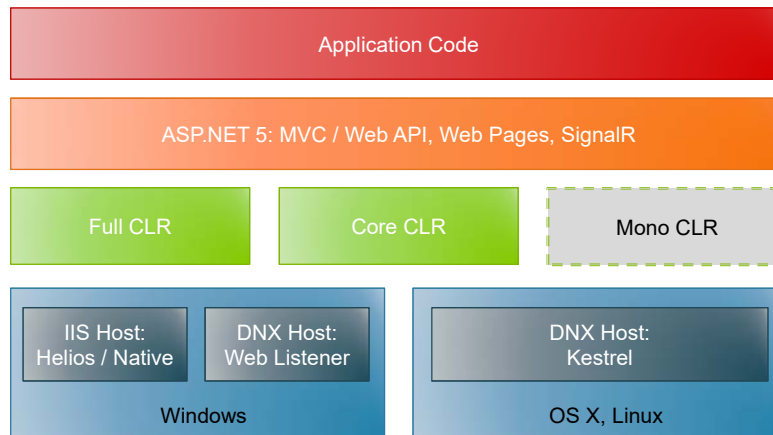 Application Code
ASP.NET 5: MVC / Web API, Web Pages, SignalR
Full CLR
Core CLR
Mono CLR
IIS Host:
Helios / Native
DNX Host:
Web Listener
Windows
DNX Host:
Kestrel
OS X, Linux